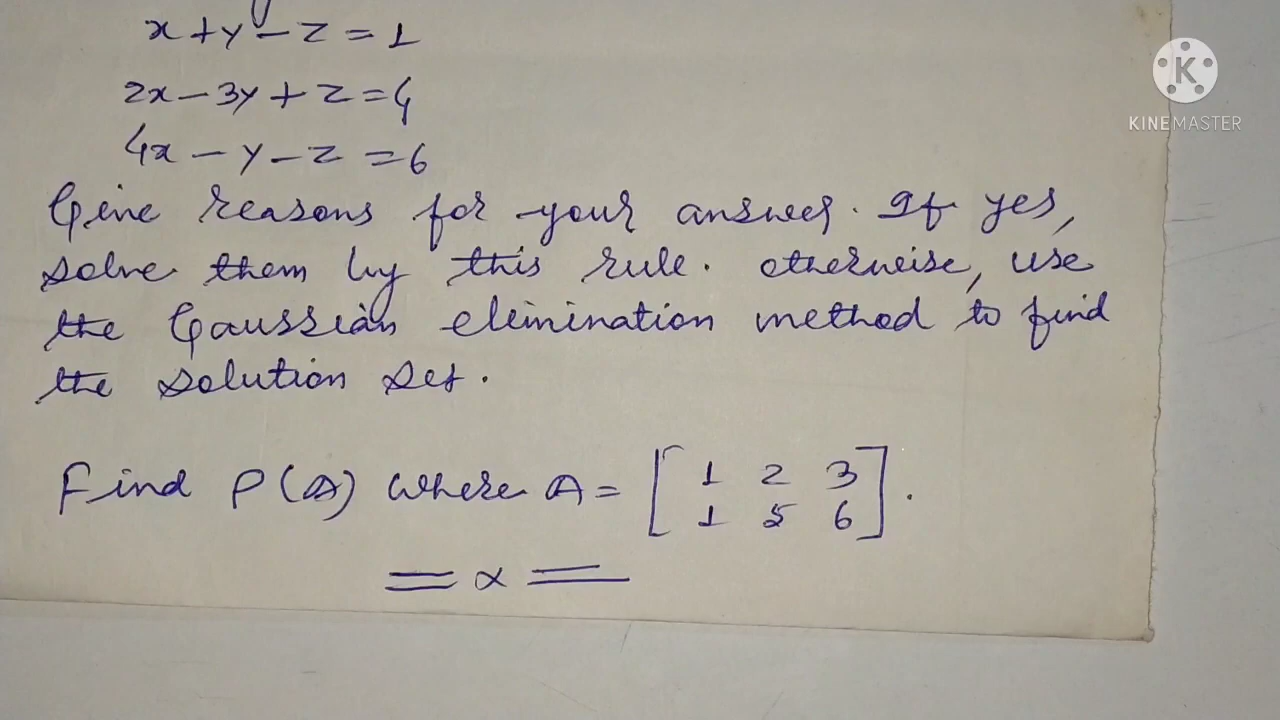 x + y - z = 1
2x - 3y + z = 4
4x - y - z = 6
Give reasons for your answer. If yes,
solve them by this rule. otherwise, use
the Gaussian elimination method to find
the solution set.
Find ρ(A) where A = [ 1 2 3
1 5 6 ].
= x =
K
KINEMASTER